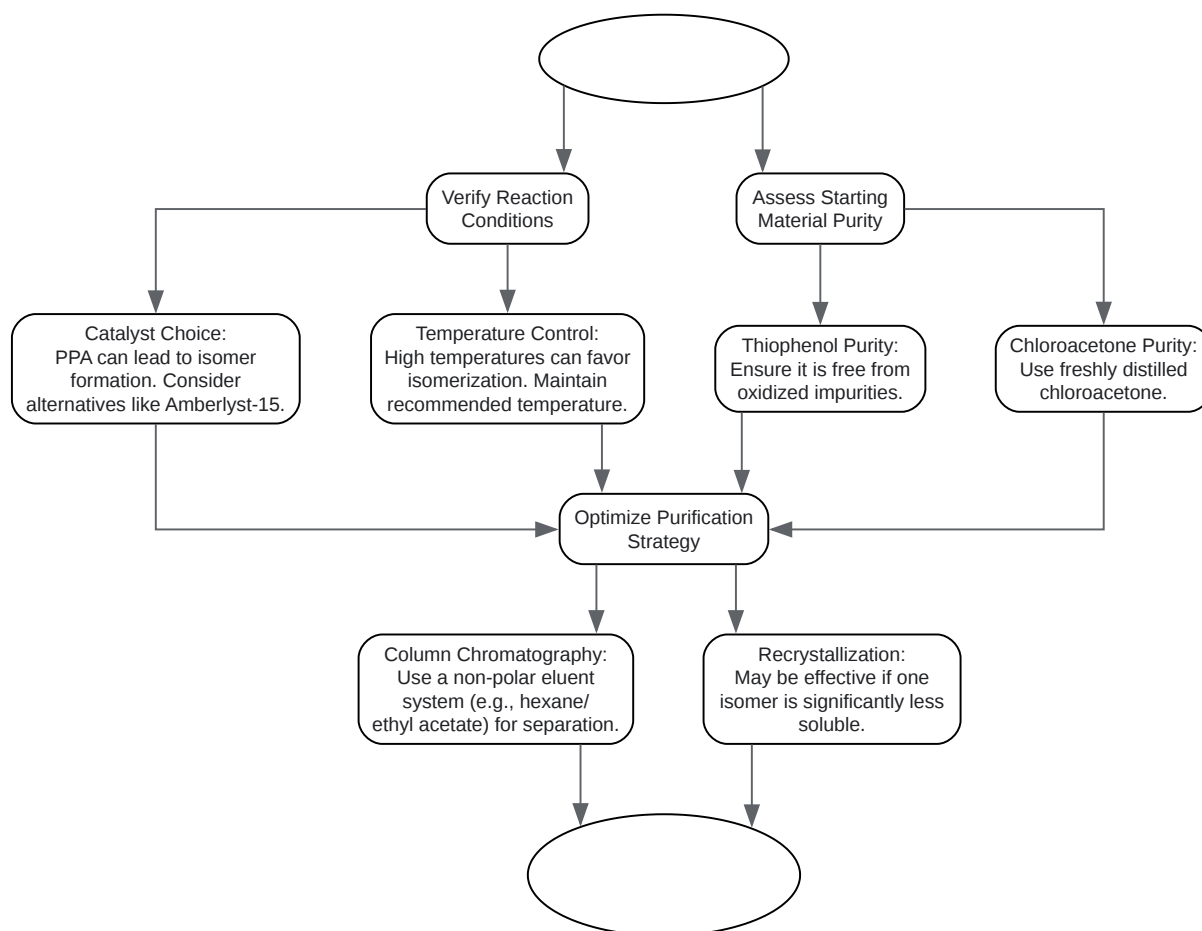 Verify Reaction
Conditions
Assess Starting
Material Purity
Catalyst Choice:
PPA can lead to isomer
formation. Consider
alternatives like Amberlyst-15.
Temperature Control:
High temperatures can favor
isomerization. Maintain
recommended temperature.
Thiophenol Purity:
Ensure it is free from
oxidized impurities.
Chloroacetone Purity:
Use freshly distilled
chloroacetone.
Optimize Purification
Strategy
Column Chromatography:
Use a non-polar eluent
system (e.g., hexane/
ethyl acetate) for separation.
Recrystallization:
May be effective if one
isomer is significantly less
soluble.